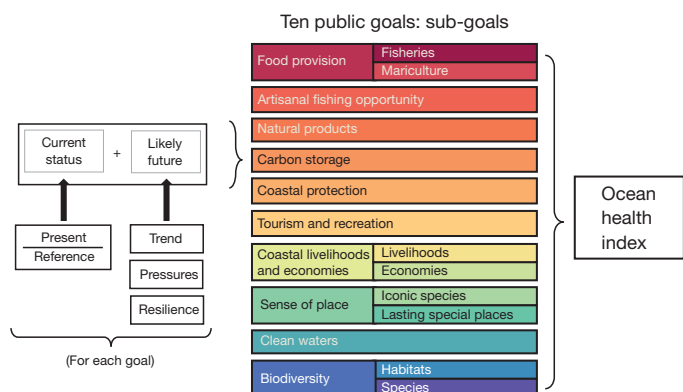 Ten public goals: sub-goals
Food provision
Fisheries
Mariculture
Artisanal fishing opportunity
Natural products
Carbon storage
Coastal protection
Tourism and recreation
Coastal livelihoods
and economies
Livelihoods
Economies
Sense of place
Iconic species
Lasting special places
Clean waters
Biodiversity
Habitats
Species
Current
status
+
Likely
future
Present
Reference
Trend
Pressures
Resilience
(For each goal)
Ocean
health
index